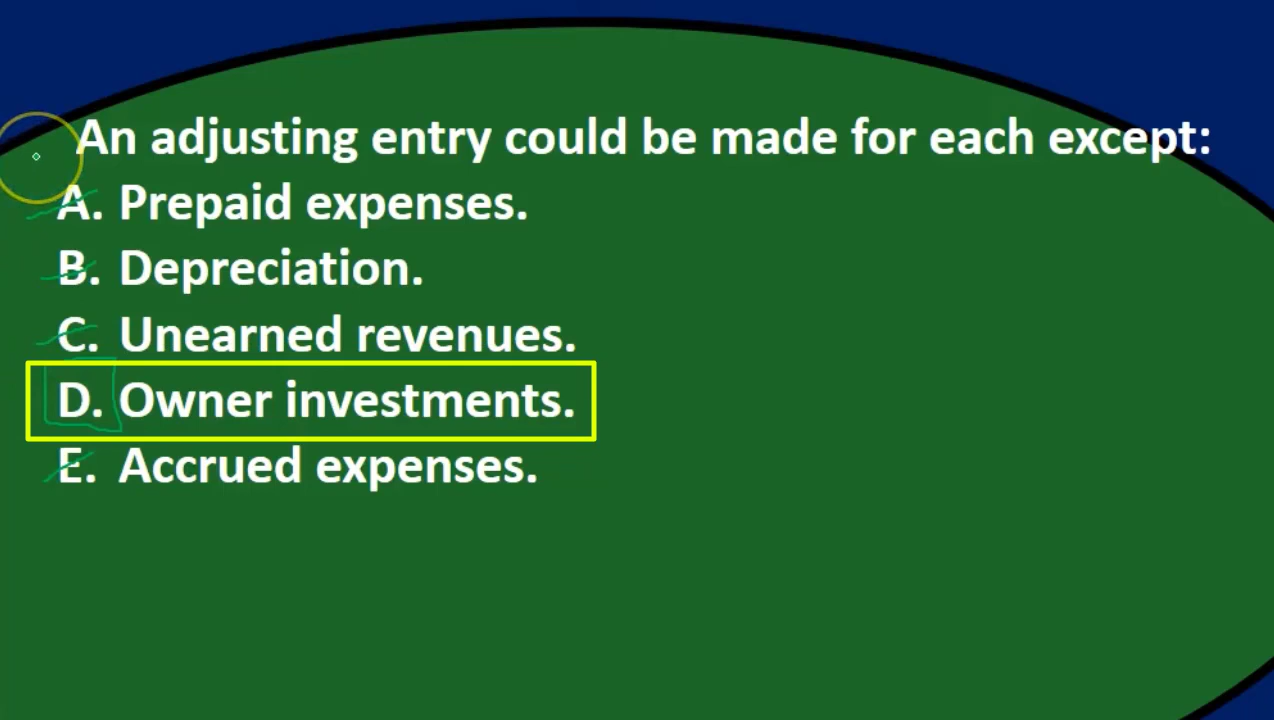 An adjusting entry could be made for each except:
A. Prepaid expenses.
B. Depreciation.
C. Unearned revenues.
D. Owner investments.
E. Accrued expenses.